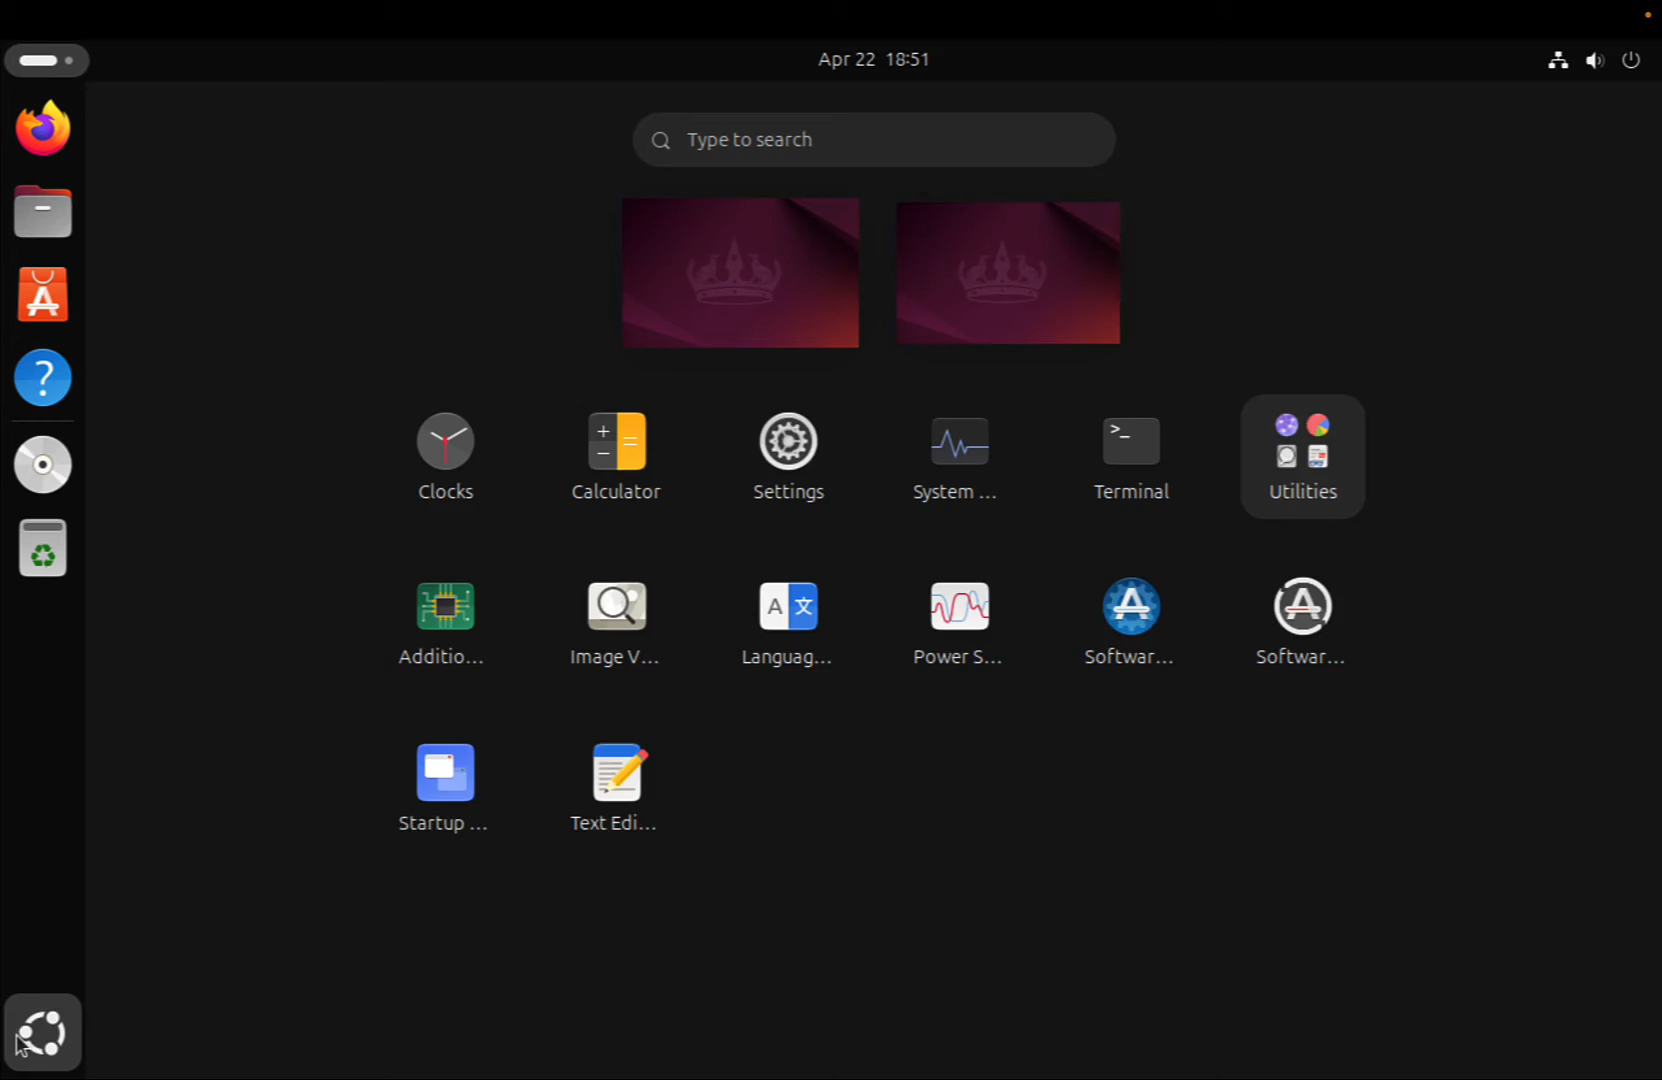 Apr 22 18:51
Type to search
Clocks
Calculator
Settings
System ...
Terminal
Utilities
Additio...
Image V...
Languag...
Power S...
Softwar...
Softwar...
Startup ...
Text Edi...